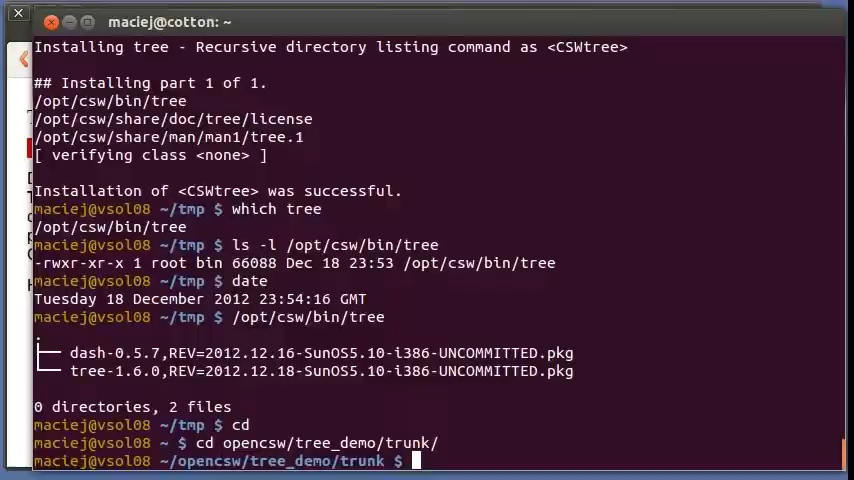 maciej@cotton: ~
Installing tree - Recursive directory listing command as <CSWtree>
## Installing part 1 of 1.
/opt/csw/bin/tree
/opt/csw/share/doc/tree/license
/opt/csw/share/man/man1/tree.1
[ verifying class <none> ]
Installation of <CSWtree> was successful.
maciej@vsol08 ~/tmp $ which tree
/opt/csw/bin/tree
maciej@vsol08 ~/tmp $ ls -l /opt/csw/bin/tree
-rwxr-xr-x 1 root bin 66088 Dec 18 23:53 /opt/csw/bin/tree
maciej@vsol08 ~/tmp $ date
Tuesday 18 December 2012 23:54:16 GMT
maciej@vsol08 ~/tmp $ /opt/csw/bin/tree
.
├── dash-0.5.7,REV=2012.12.16-SunOS5.10-i386-UNCOMMITTED.pkg
└── tree-1.6.0,REV=2012.12.18-SunOS5.10-i386-UNCOMMITTED.pkg
0 directories, 2 files
maciej@vsol08 ~/tmp $ cd
maciej@vsol08 ~ $ cd opencsw/tree_demo/trunk/
maciej@vsol08 ~/opencsw/tree_demo/trunk $